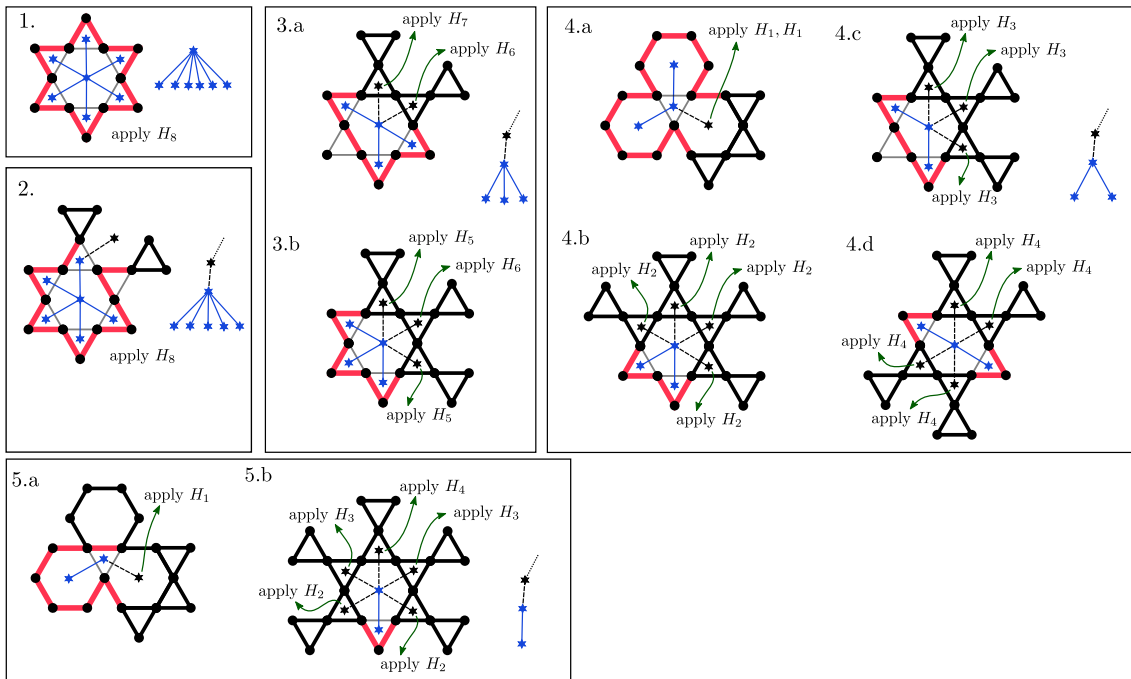 1.
apply H₈
2.
apply H₈
3.a
apply H₇
apply H₆
3.b
apply H₅
apply H₆
apply H₅
4.a
apply H₁, H₁
4.c
apply H₃
apply H₃
apply H₃
4.b
apply H₂
apply H₂
apply H₂
apply H₂
4.d
apply H₄
apply H₄
apply H₄
apply H₄
5.a
apply H₁
5.b
apply H₄
apply H₃
apply H₃
apply H₂
apply H₂